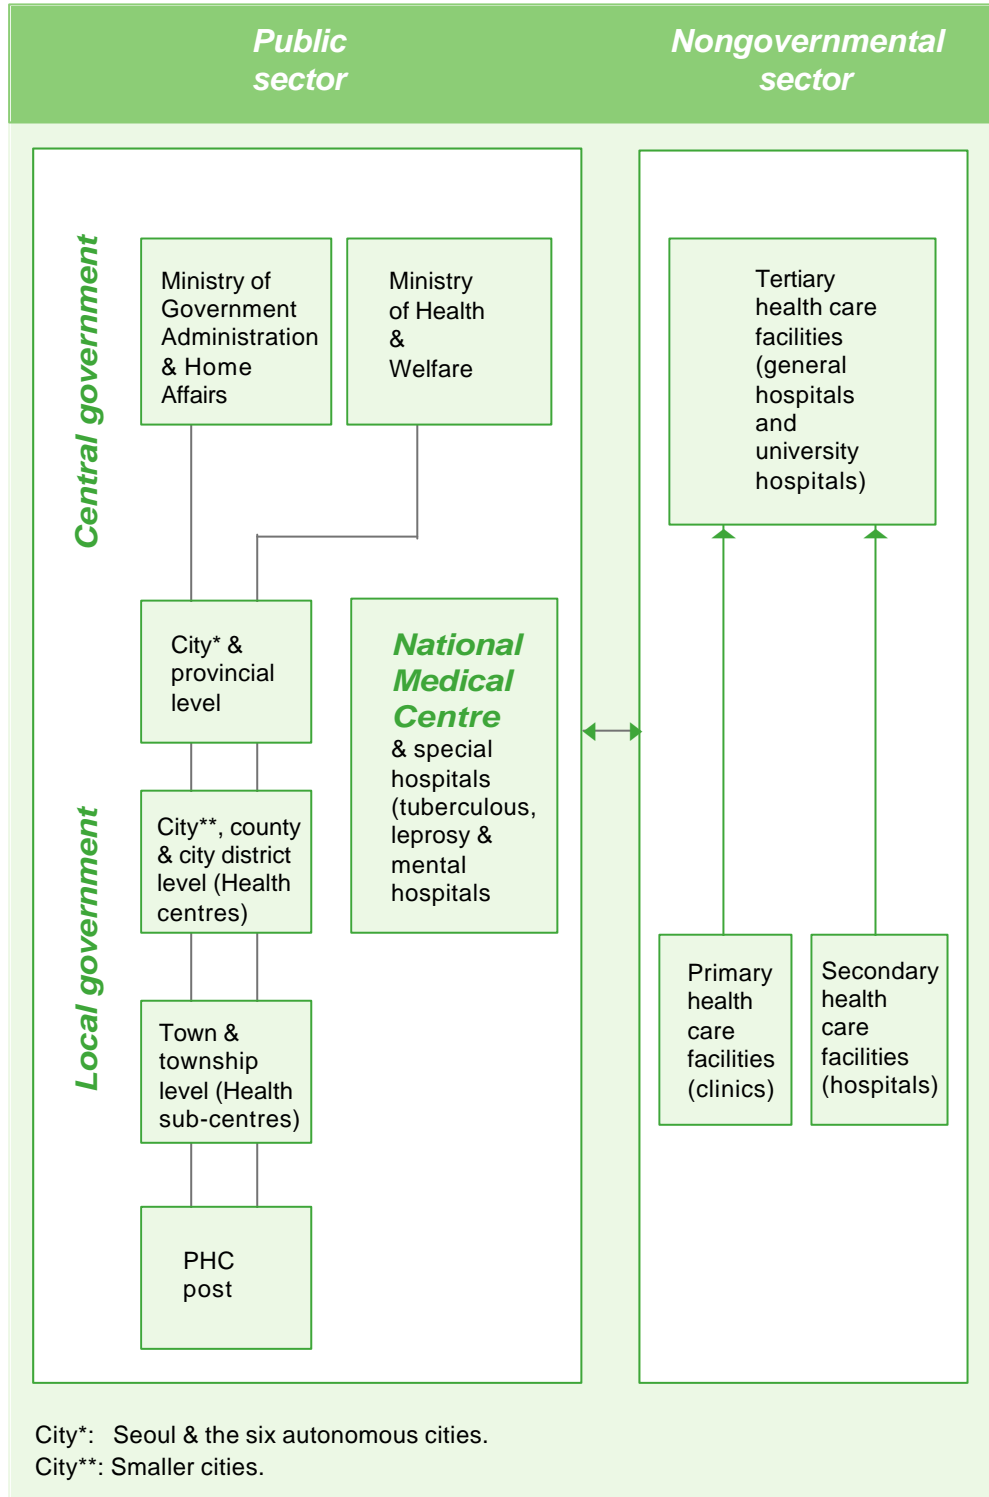 Public
sector
Nongovernmental
sector
Central government
Ministry of
Government
Administration
& Home
Affairs
Ministry
of Health
&
Welfare
Tertiary
health care
facilities
(general
hospitals
and
university
hospitals)
City* &
provincial
level
National
Medical
Centre
& special
hospitals
(tuberculous,
leprosy &
mental
hospitals
Local government
City**, county
& city district
level (Health
centres)
Town &
township
level (Health
sub-centres)
PHC
post
Primary
health
care
facilities
(clinics)
Secondary
health
care
facilities
(hospitals)
City*: Seoul & the six autonomous cities.
City**: Smaller cities.